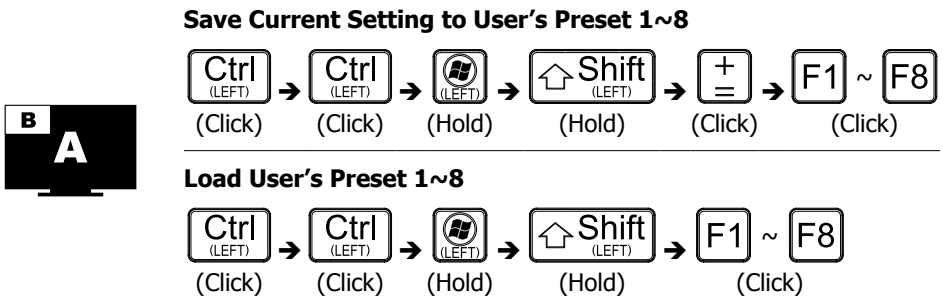 Save Current Setting to User's Preset 1~8
Ctrl (LEFT) → Ctrl (LEFT) → (LEFT) → Shift (LEFT) → + = → F1 ~ F8
(Click) (Click) (Hold) (Hold) (Click) (Click)
B
A
Load User's Preset 1~8
Ctrl (LEFT) → Ctrl (LEFT) → (LEFT) → Shift (LEFT) → F1 ~ F8
(Click) (Click) (Hold) (Hold) (Click)